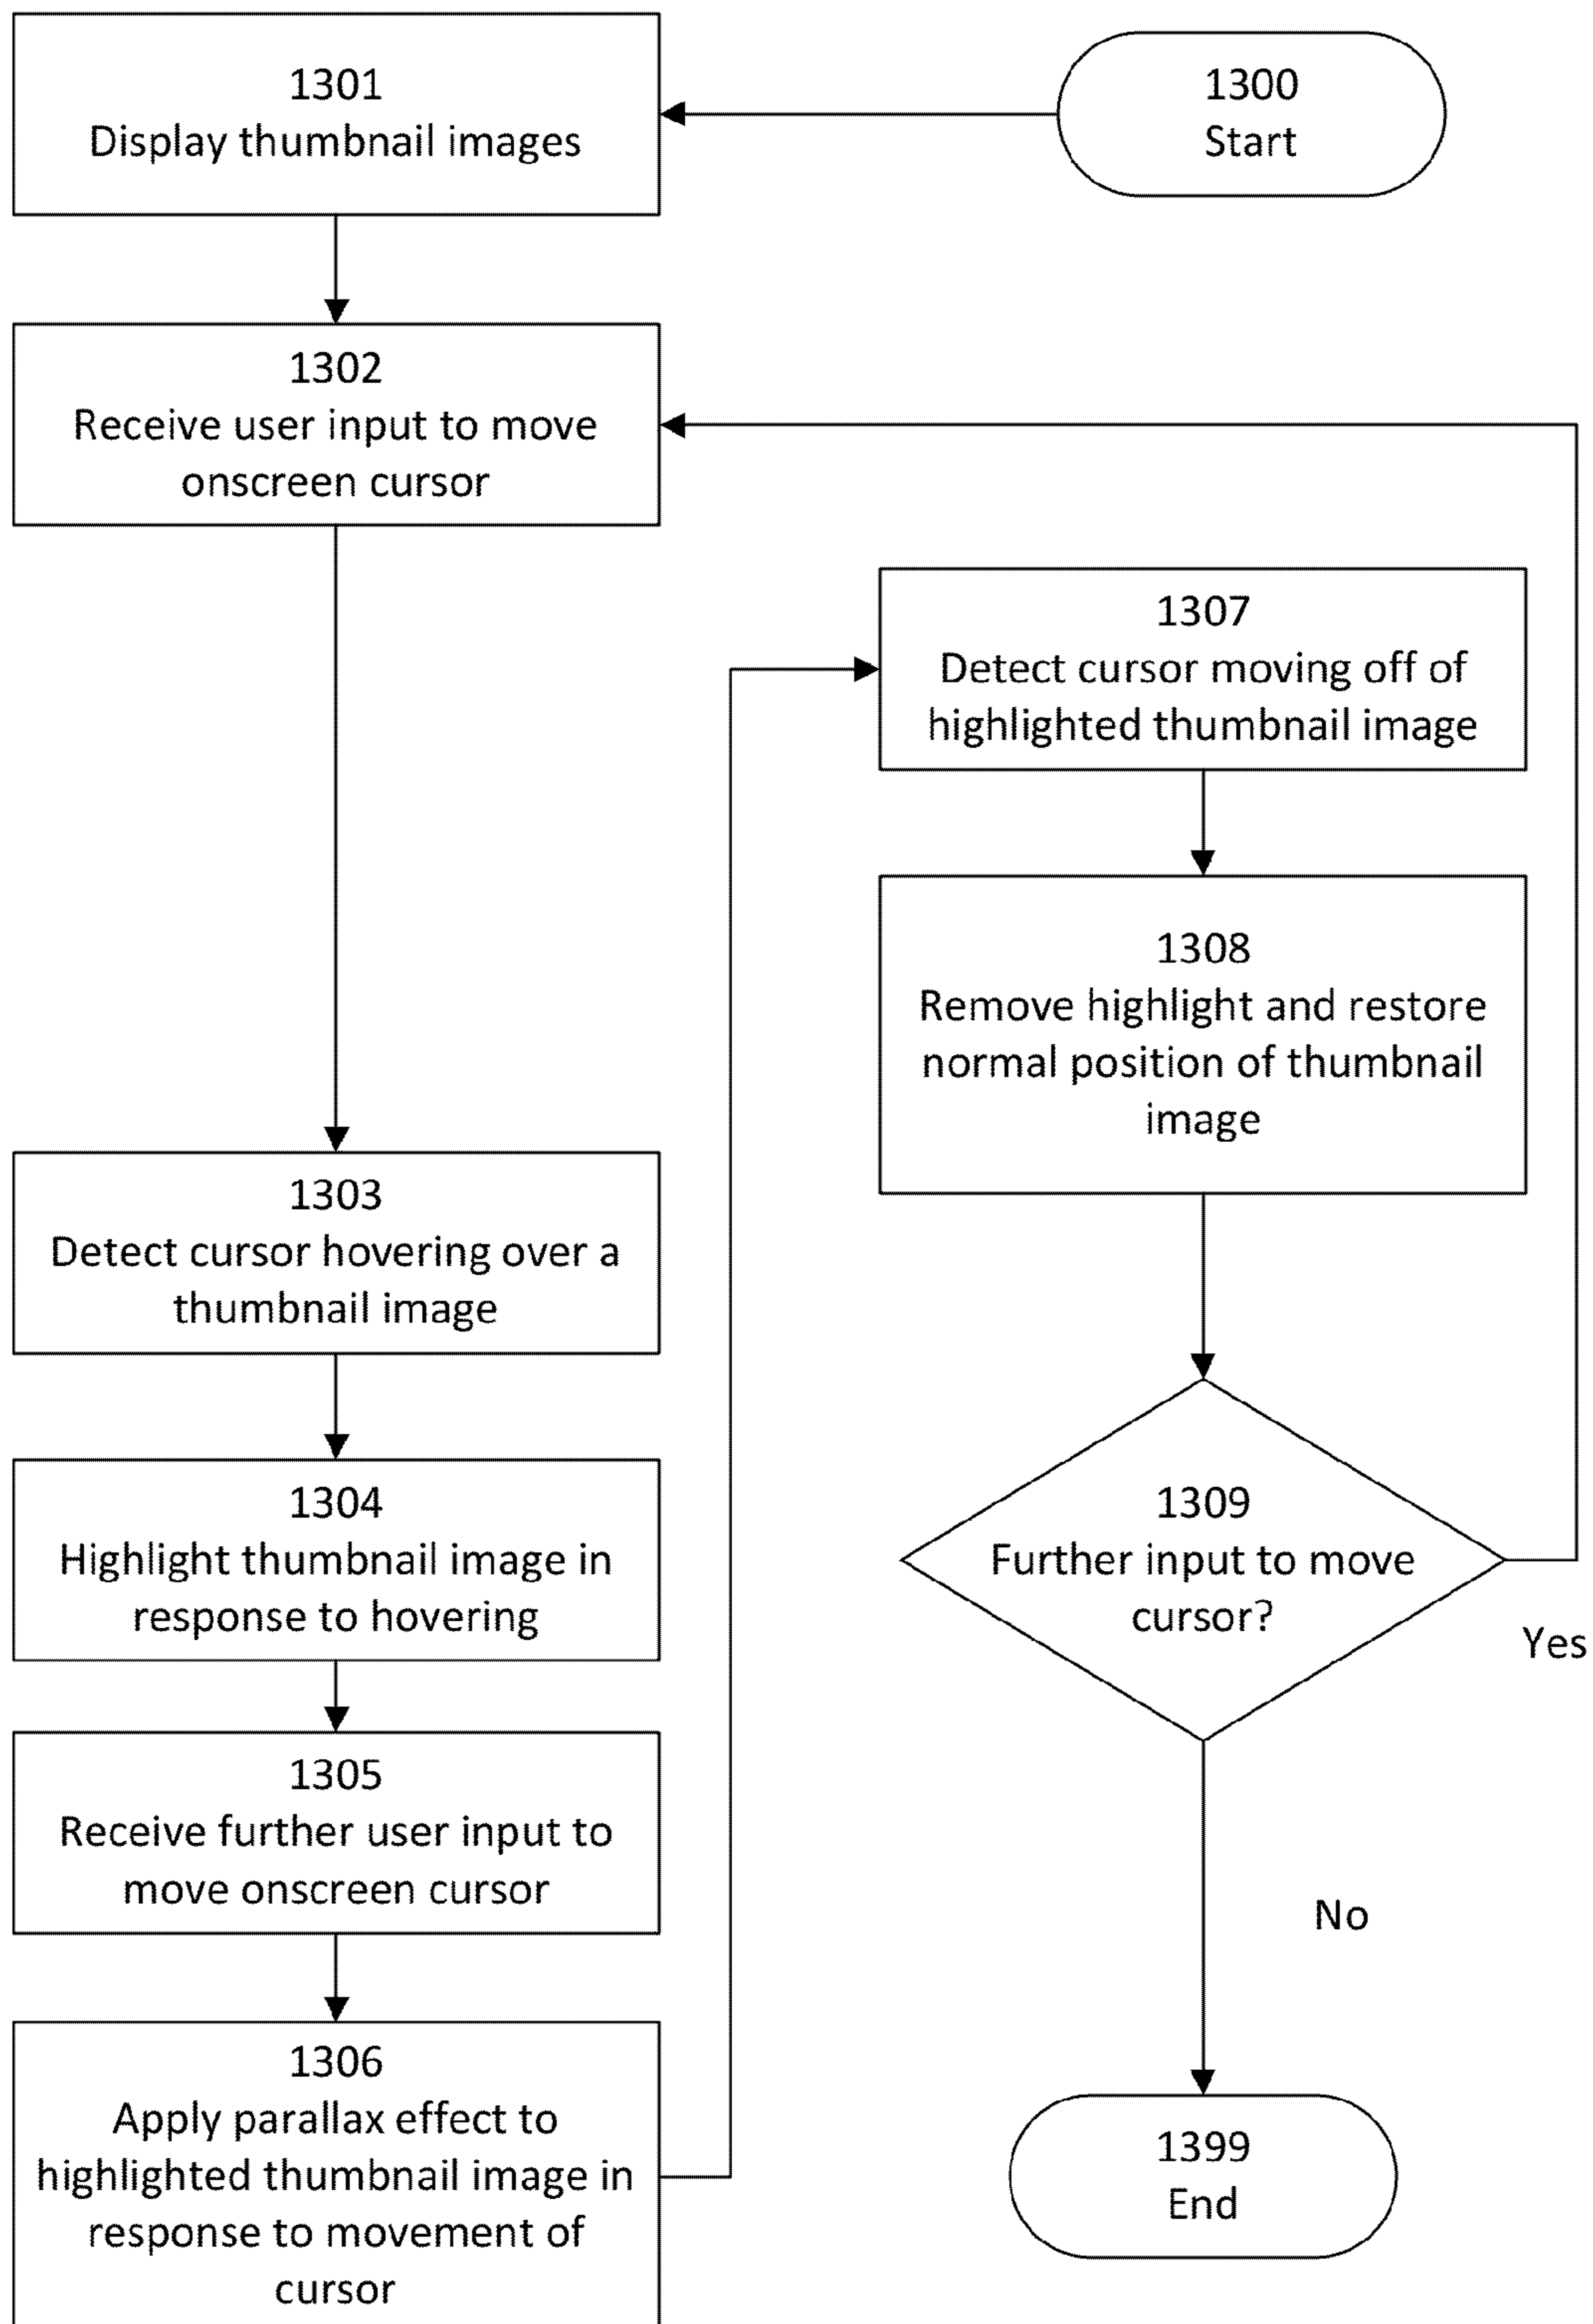 1300
Start
1301
Display thumbnail images
1302
Receive user input to move
onscreen cursor
1303
Detect cursor hovering over a
thumbnail image
1304
Highlight thumbnail image in
response to hovering
1305
Receive further user input to
move onscreen cursor
1306
Apply parallax effect to
highlighted thumbnail image in
response to movement of
cursor
1307
Detect cursor moving off of
highlighted thumbnail image
1308
Remove highlight and restore
normal position of thumbnail
image
1309
Further input to move
cursor?
Yes
No
1399
End